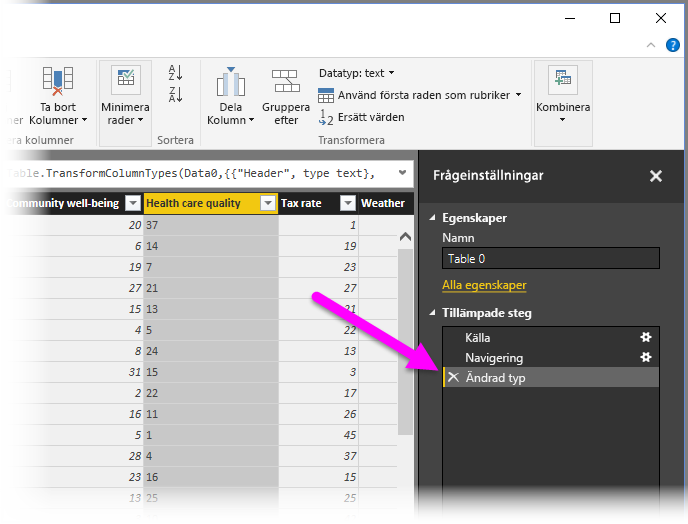 Datatyp: text
Ta bort
Kolumner
Minimera
rader
Dela
Kolumn
Gruppera
efter
Använd första raden som rubriker
Ersätt värden
Kombinera
A
Z
Z
A
1
2
a kolumner
Sortera
Transformera
able.TransformColumnTypes(Data0,{{"Header", type text},
ommunity well-being Health care quality Tax rate Weather
20 37 1
6 14 19
19 7 23
27 21 27
15 13 21
4 5 22
8 24 13
31 15 3
2 22 17
16 11 26
5 1 45
28 4 37
23 16 15
13 25 25
Frågeinställningar
Egenskaper
Namn
Table 0
Alla egenskaper
Tillämpade steg
Källa
Navigering
Ändrad typ